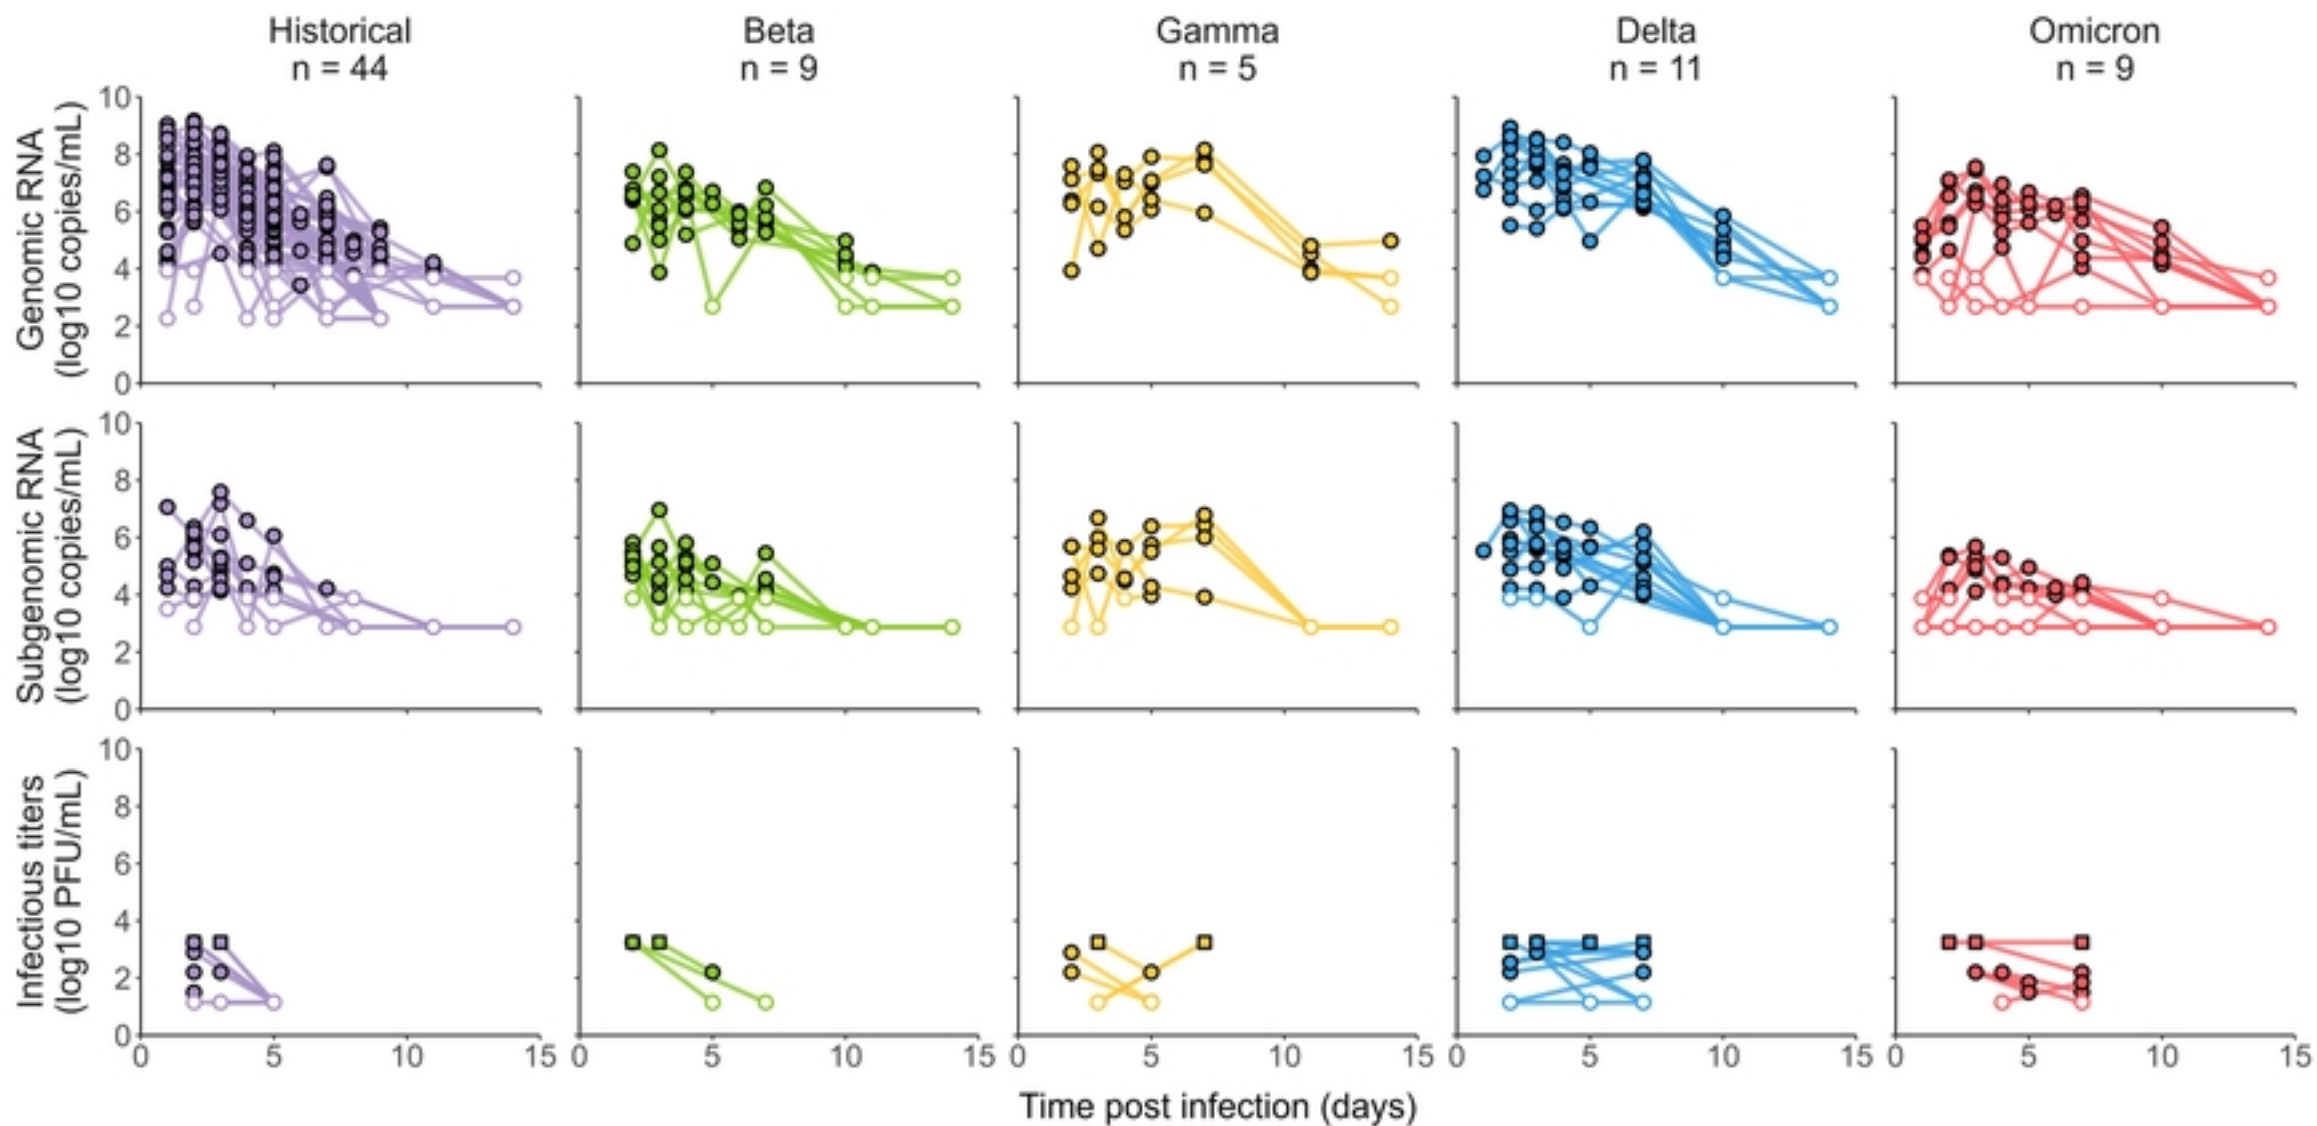 Historical
n = 44
Beta
n = 9
Gamma
n = 5
Delta
n = 11
Omicron
n = 9
Genomic RNA
(log10 copies/mL)
10
8
6
4
2
0
Subgenomic RNA
(log10 copies/mL)
10
8
6
4
2
0
Infectious titers
(log10 PFU/mL)
10
8
6
4
2
0
0 5 10 15
0 5 10 15
0 5 10 15
0 5 10 15
0 5 10 15
Time post infection (days)